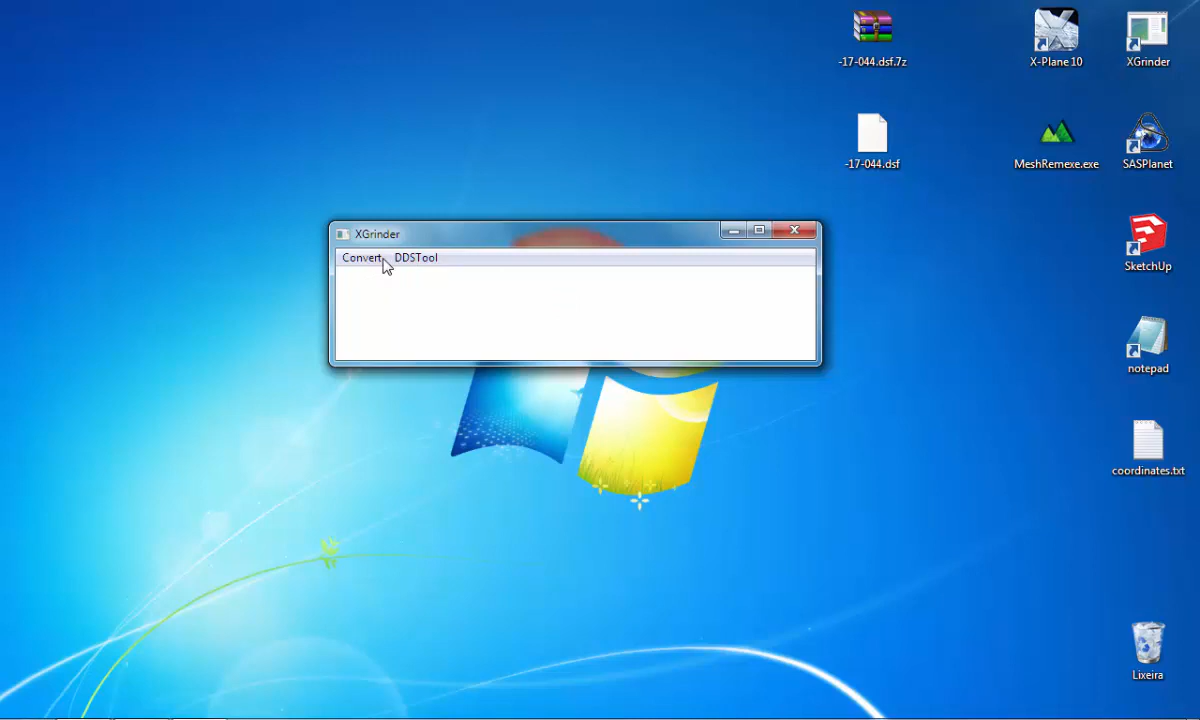 -17-044.dsf.7z
X-Plane 10
XGrinder
-17-044.dsf
MeshRemexe.exe
SASPlanet
XGrinder
Convert DDSTool
SketchUp
notepad
coordinates.txt
Lixeira